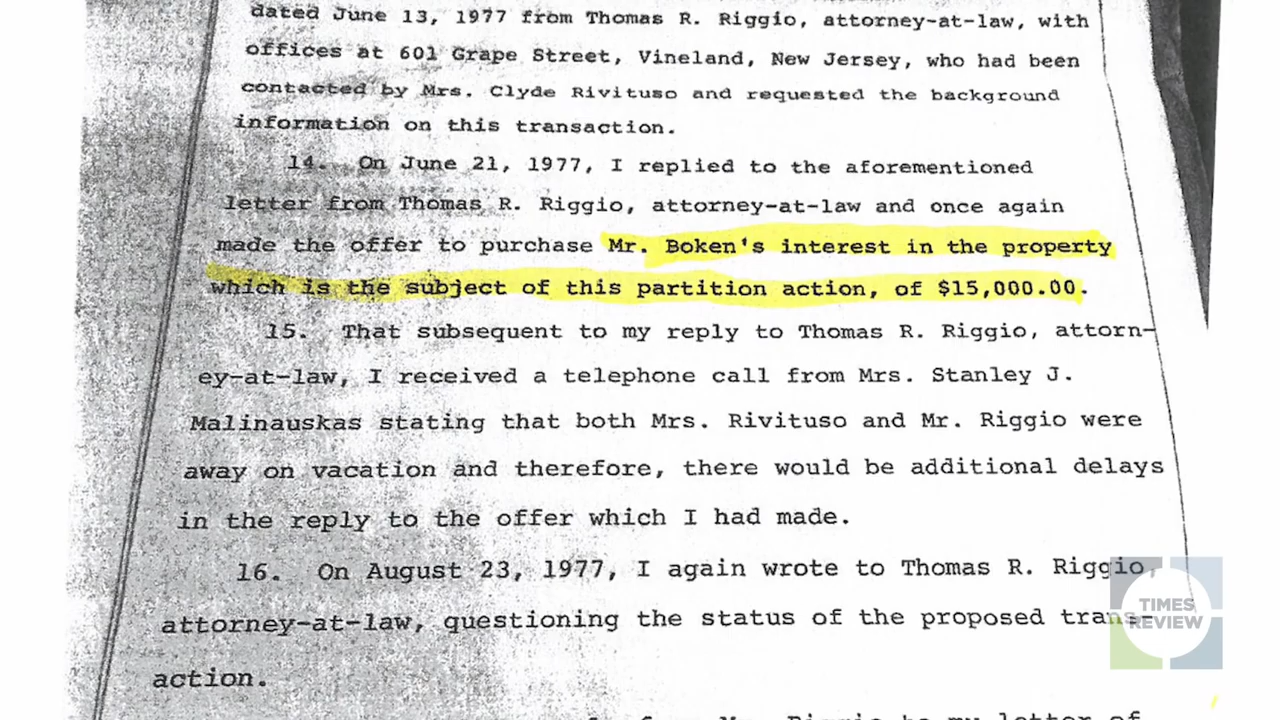 dated June 13, 1977 from Thomas R. Riggio, attorney-at-law, with
offices at 601 Grape Street, Vineland, New Jersey, who had been
contacted by Mrs. Clyde Rivituso and requested the background
information on this transaction.
14. On June 21, 1977, I replied to the aforementioned
letter from Thomas R. Riggio, attorney-at-law and once again
made the offer to purchase Mr. Boken's interest in the property
which is the subject of this partition action, of $15,000.00.
15. That subsequent to my reply to Thomas R. Riggio, attorn-
ey-at-law, I received a telephone call from Mrs. Stanley J.
Malinauskas stating that both Mrs. Rivituso and Mr. Riggio were
away on vacation and therefore, there would be additional delays
in the reply to the offer which I had made.
16. On August 23, 1977, I again wrote to Thomas R. Riggio,
attorney-at-law, questioning the status of the proposed trans-
action.
Mr. Riggio to my letter of
TIMES
REVIEW